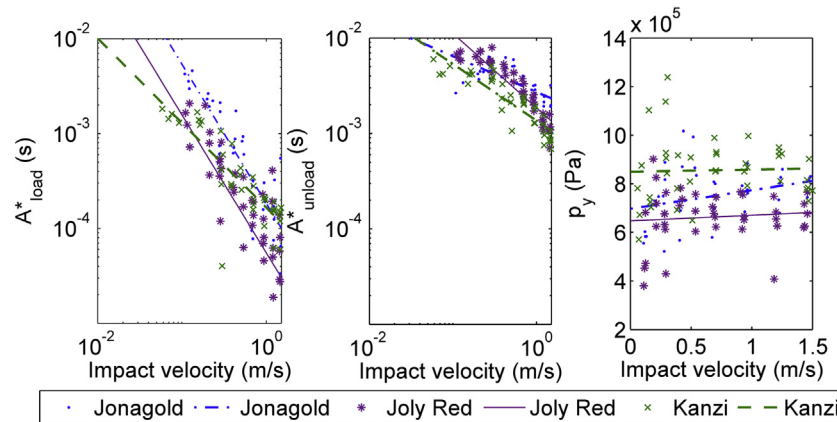 × 10⁵
10⁻²
10⁻³
10⁻⁴
A*load (s)
10⁻² 10⁰
Impact velocity (m/s)
10⁻²
10⁻³
10⁻⁴
A*unload (s)
10⁻² 10⁰
Impact velocity (m/s)
14
12
10
8
6
4
2
p_y (Pa)
0 0.5 1 1.5
Impact velocity (m/s)
Jonagold Jonagold Joly Red Joly Red Kanzi Kanzi